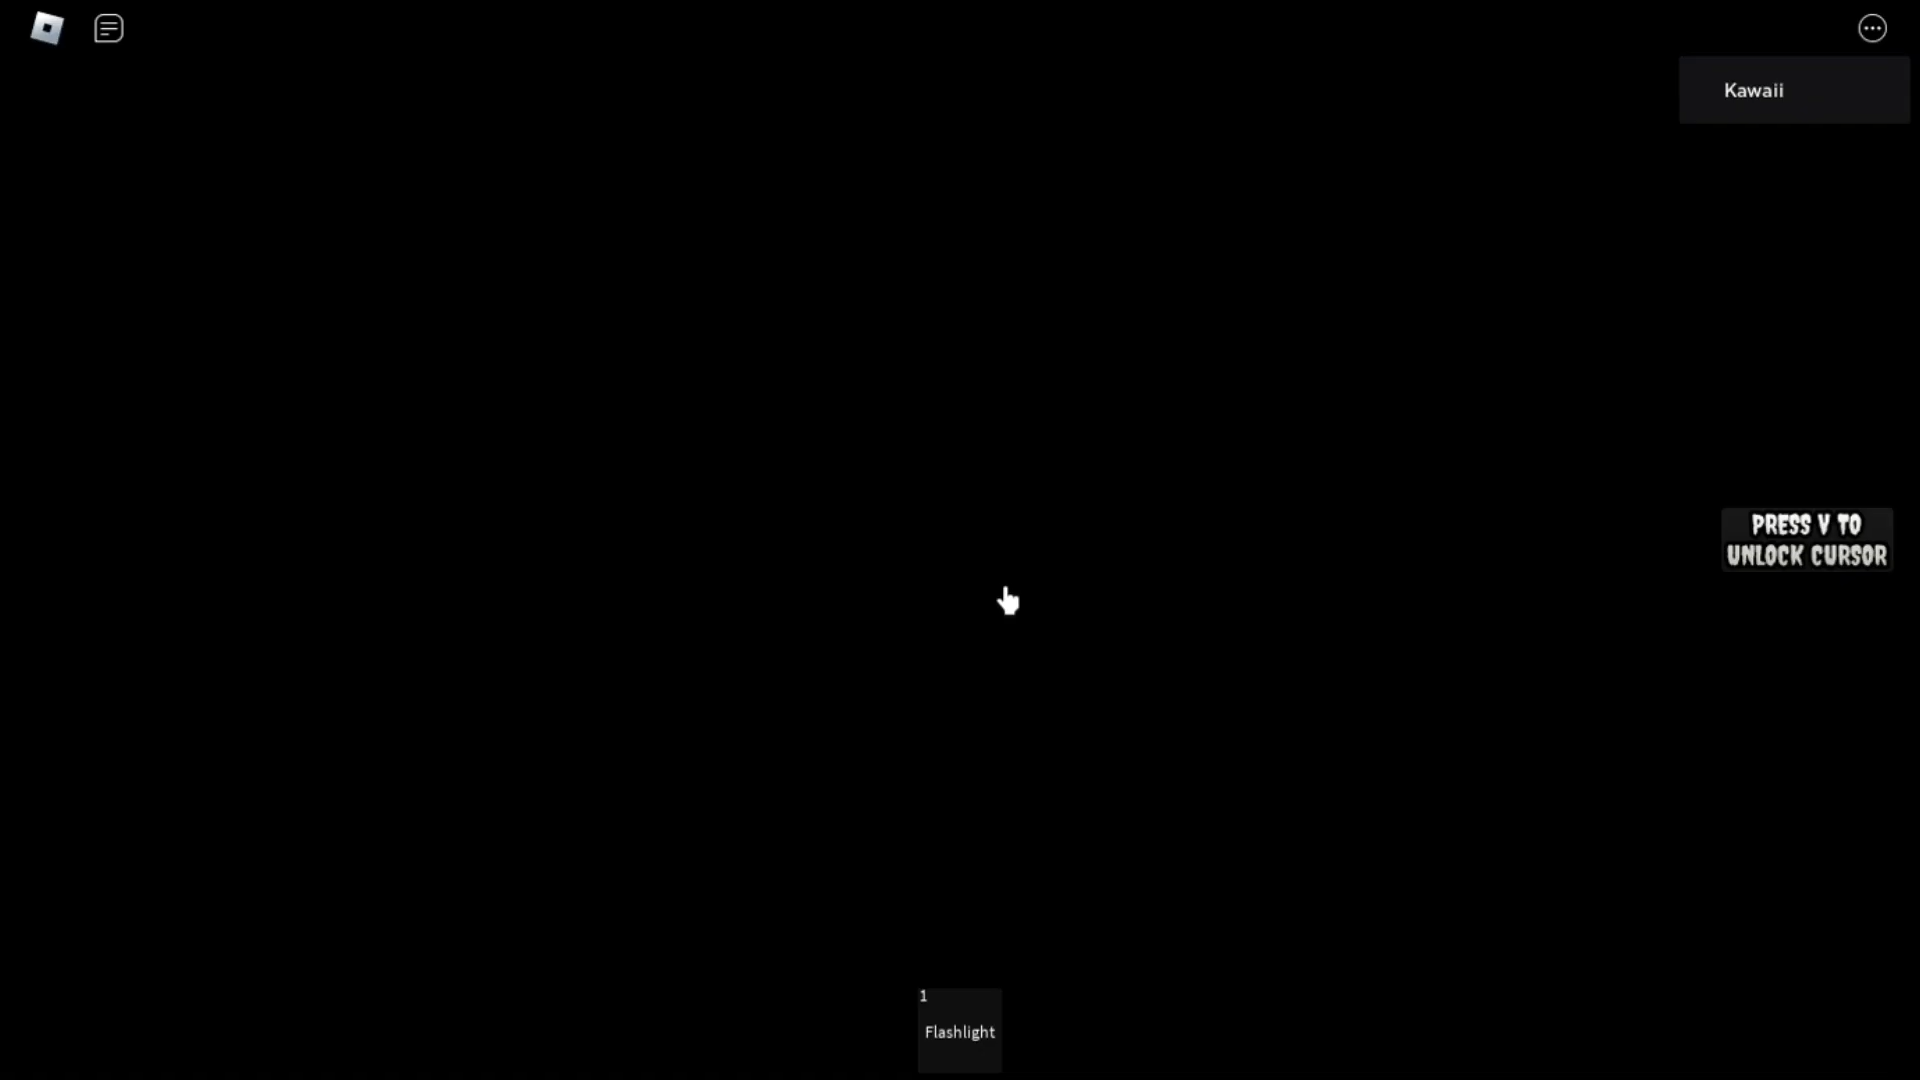 Kawaii
PRESS V TO
UNLOCK CURSOR
1
Flashlight